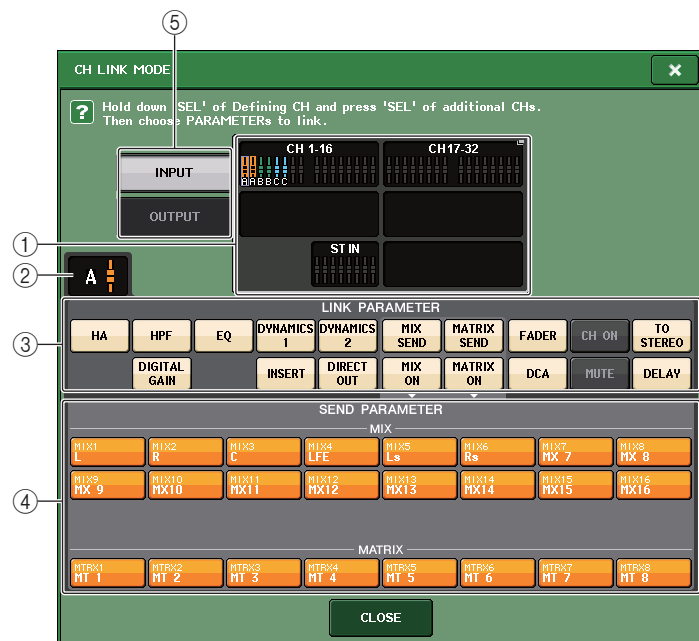 5
CH LINK MODE
?
Hold down 'SEL' of Defining CH and press 'SEL' of additional CHs.
Then choose PARAMETERs to link.
INPUT
OUTPUT
CH 1-16
CH17-32
A A B B C C
ST IN
1
2
A
LINK PARAMETER
3
HA
HPF
EQ
DYNAMICS 1
DYNAMICS 2
MIX SEND
MATRIX SEND
FADER
CH ON
TO STEREO
DIGITAL GAIN
INSERT
DIRECT OUT
MIX ON
MATRIX ON
DCA
MUTE
DELAY
SEND PARAMETER
MIX
4
MIX1 L
MIX2 R
MIX3 C
MIX4 LFE
MIX5 Ls
MIX6 Rs
MIX7 MX 7
MIX8 MX 8
MIX9 MX 9
MIX10 MX10
MIX11 MX11
MIX12 MX12
MIX13 MX13
MIX14 MX14
MIX15 MX15
MIX16 MX16
MATRIX
MTRX1 MT 1
MTRX2 MT 2
MTRX3 MT 3
MTRX4 MT 4
MTRX5 MT 5
MTRX6 MT 6
MTRX7 MT 7
MTRX8 MT 8
CLOSE